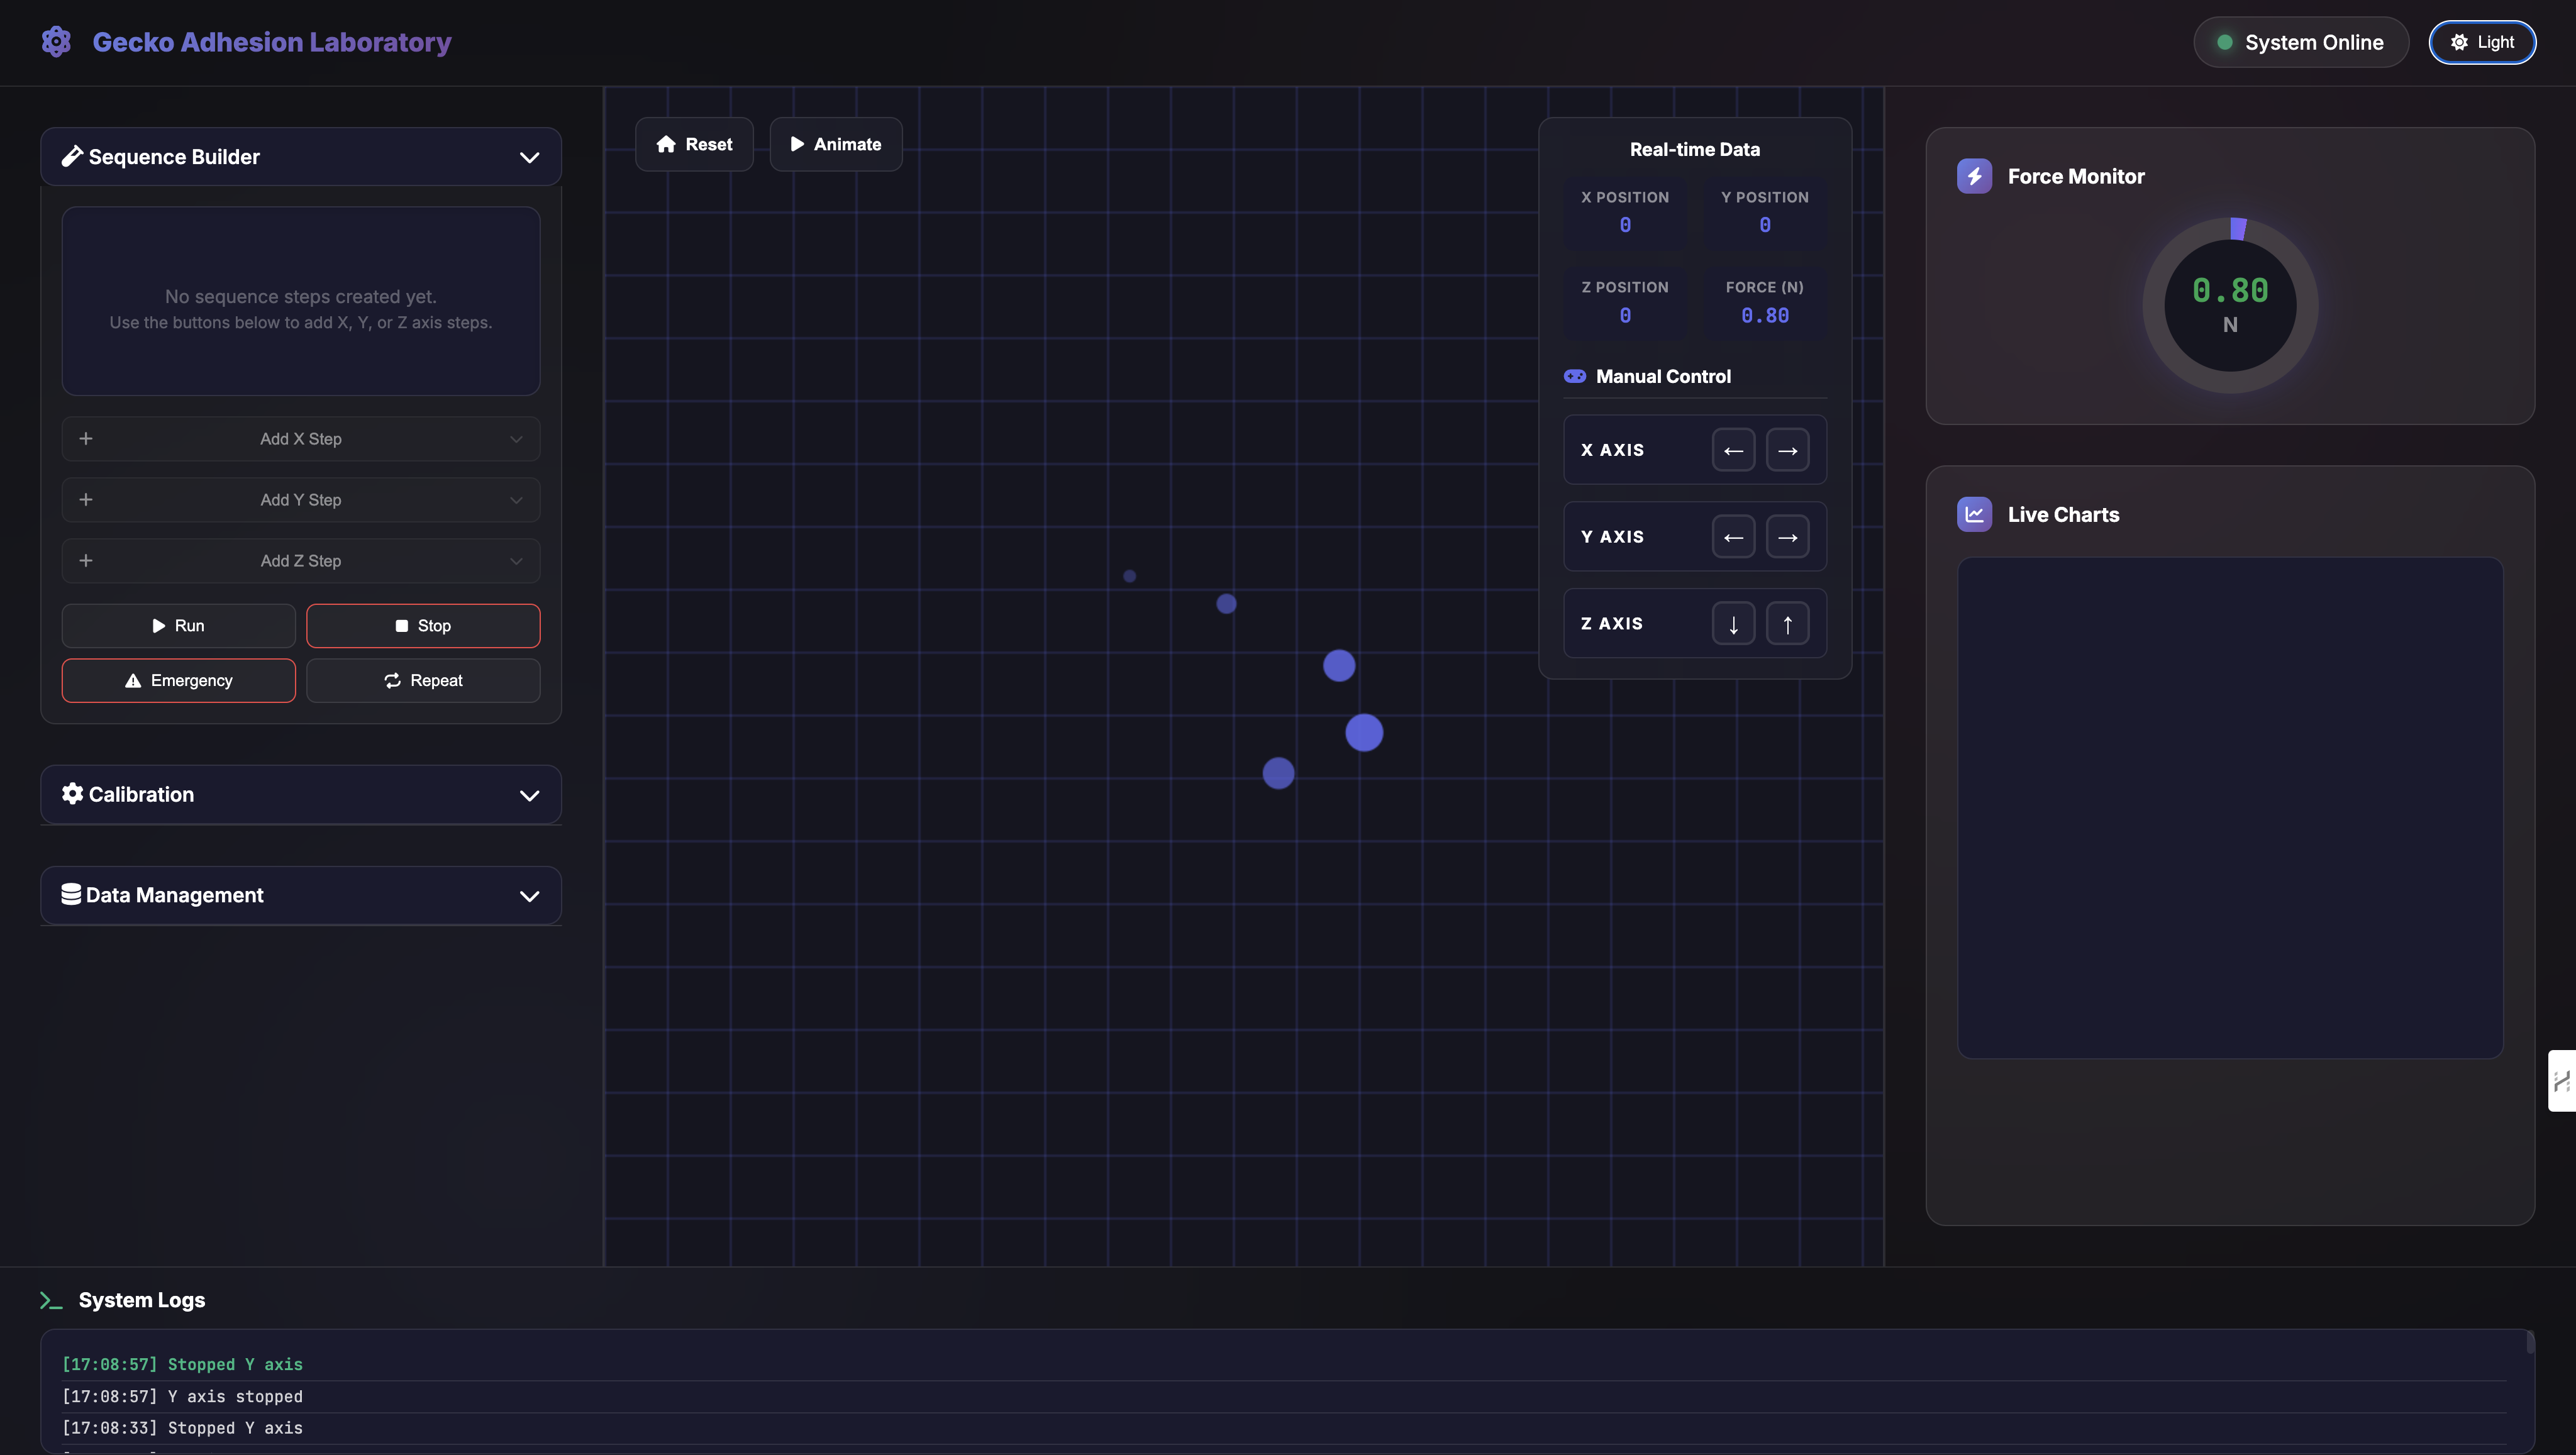 Gecko Adhesion Laboratory
System Online
Light
Sequence Builder
No sequence steps created yet.
Use the buttons below to add X, Y, or Z axis steps.
Add X Step
Add Y Step
Add Z Step
Run
Stop
Emergency
Repeat
Calibration
Data Management
Reset
Animate
Real-time Data
X POSITION
0
Y POSITION
0
Z POSITION
0
FORCE (N)
0.80
Manual Control
X AXIS
Y AXIS
Z AXIS
Force Monitor
0.80
N
Live Charts
System Logs
[17:08:57] Stopped Y axis
[17:08:57] Y axis stopped
[17:08:33] Stopped Y axis